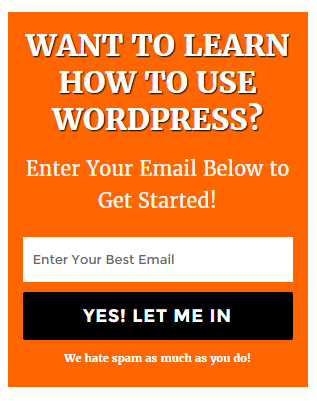 WANT TO LEARN
HOW TO USE
WORDPRESS?
Enter Your Email Below to
Get Started!
Enter Your Best Email
YES! LET ME IN
We hate spam as much as you do!